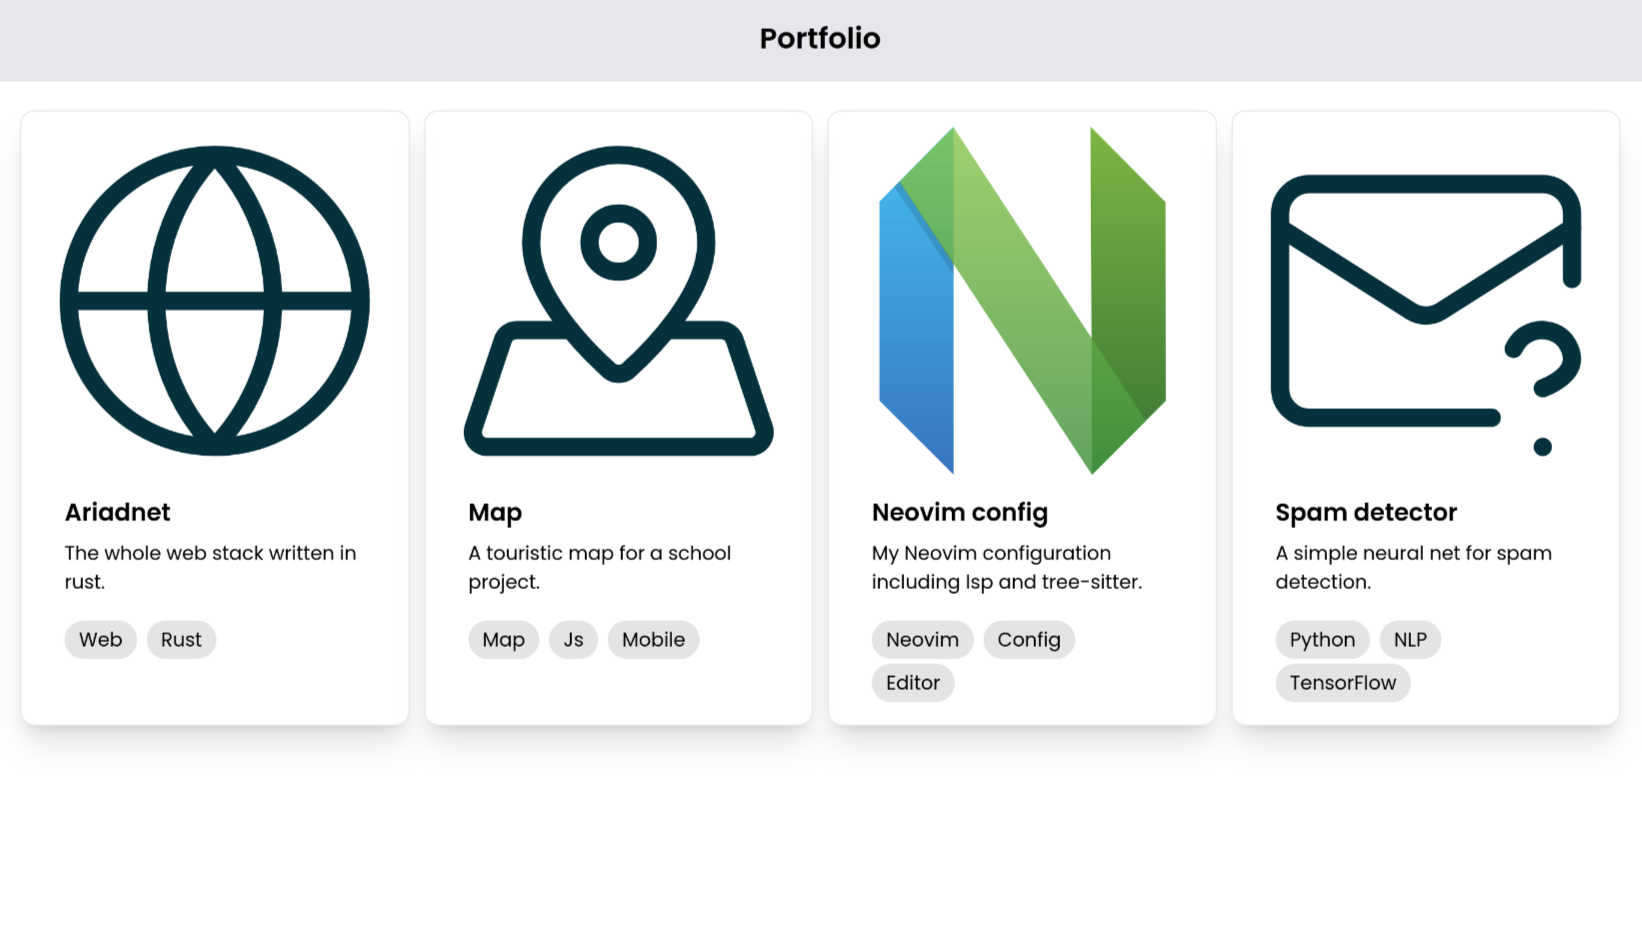 Portfolio
Ariadnet
The whole web stack written in
rust.
Web Rust
Map
A touristic map for a school
project.
Map Js Mobile
Neovim config
My Neovim configuration
including lsp and tree-sitter.
Neovim Config
Editor
Spam detector
A simple neural net for spam
detection.
Python NLP
TensorFlow